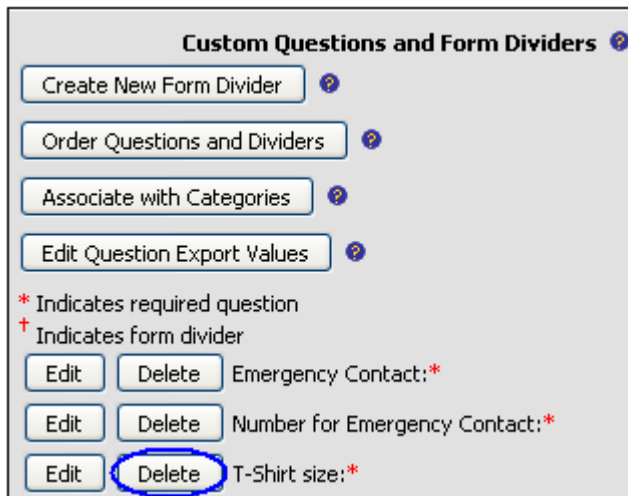 Custom Questions and Form Dividers ?
Create New Form Divider ?
Order Questions and Dividers ?
Associate with Categories ?
Edit Question Export Values ?
* Indicates required question
† Indicates form divider
Edit Delete Emergency Contact:*
Edit Delete Number for Emergency Contact:*
Edit Delete T-Shirt size:*